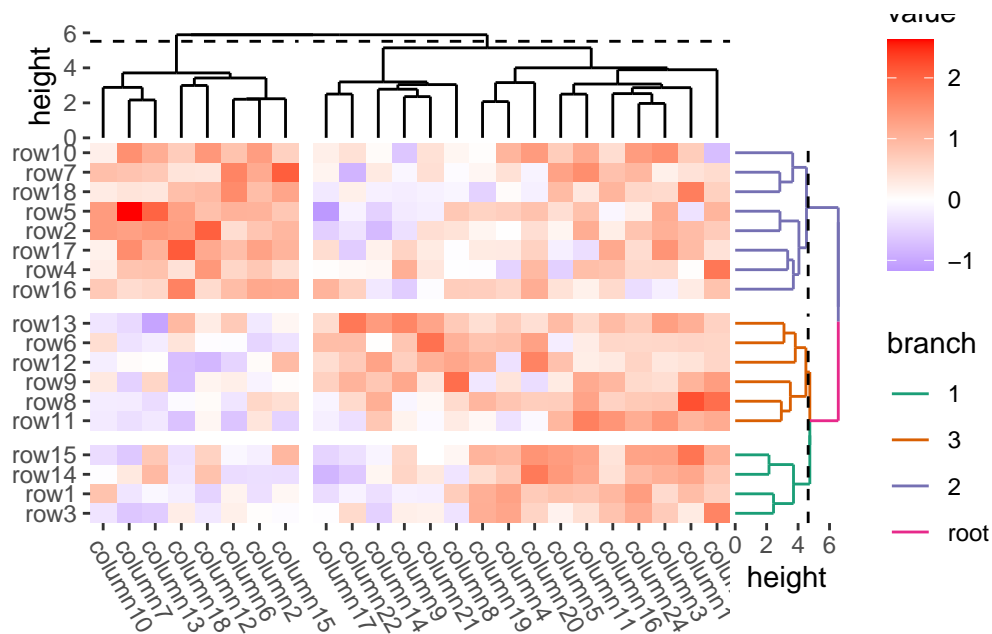 value
2
1
0
−1
height
6
4
2
0
row10
row7
row18
row5
row2
row17
row4
row16
row13
row6
row12
row9
row8
row11
row15
row14
row1
row3
column10
column7
column13
column18
column12
column6
column2
column15
column17
column22
column14
column9
column21
column8
column19
column4
column20
column5
column11
column16
column24
column3
0 2 4 6
height
branch
1
3
2
root